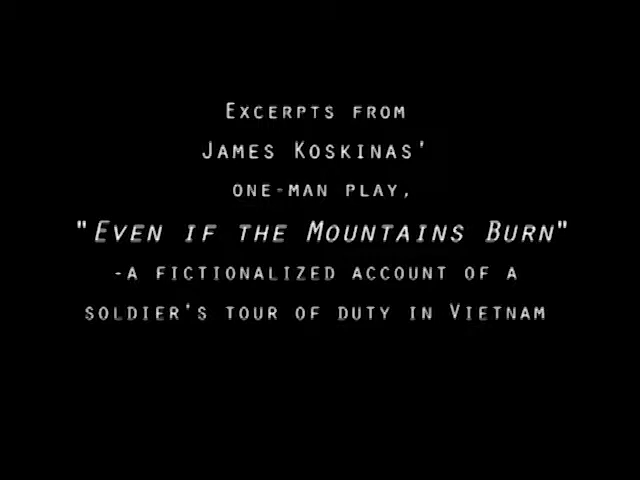 Excerpts from
James Koskinas'
one-man play,
"Even if the Mountains Burn"
-a fictionalized account of a
soldier's tour of duty in Vietnam